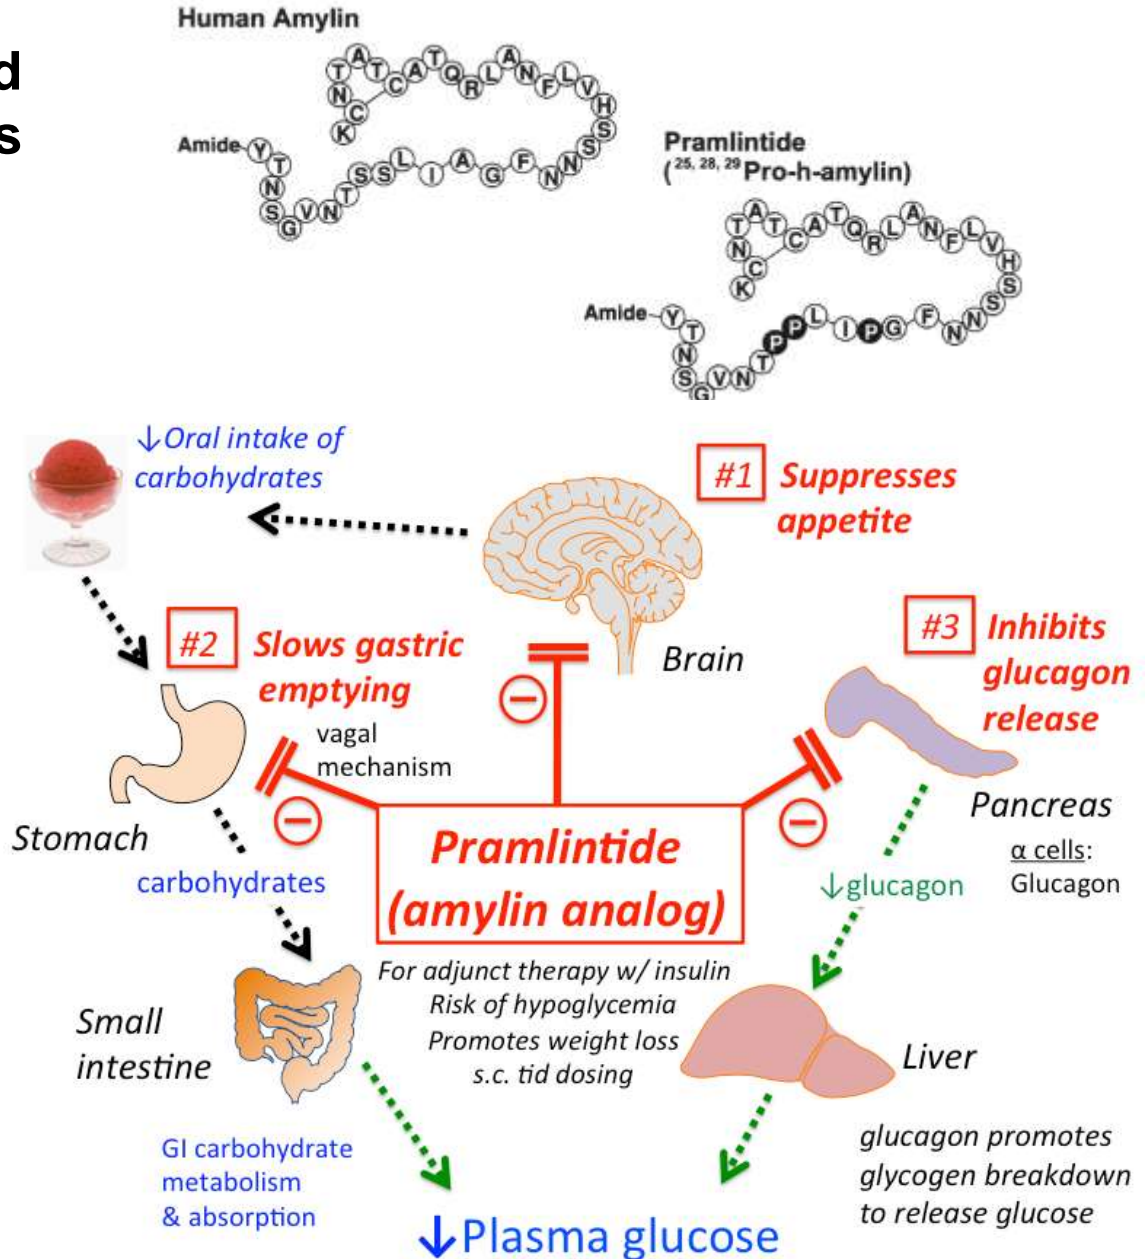 d
s
Human Amylin
K C N T A T C A T Q R L A N F L V H S S N N F G A I L S S T N V G S N T Y
Amide
Pramlintide
(25, 28, 29 Pro-h-amylin)
K C N T A T C A T Q R L A N F L V H S S N N F G P I L P P T N V G S N T Y
Amide
↓Oral intake of
carbohydrates
#1 Suppresses
appetite
Brain
#2 Slows gastric
emptying
vagal
mechanism
#3 Inhibits
glucagon
release
Stomach
Pancreas
α cells:
Glucagon
Pramlintide
(amylin analog)
carbohydrates
↓glucagon
For adjunct therapy w/ insulin
Risk of hypoglycemia
Promotes weight loss
s.c. tid dosing
Small
intestine
Liver
GI carbohydrate
metabolism
& absorption
glucagon promotes
glycogen breakdown
to release glucose
↓Plasma glucose